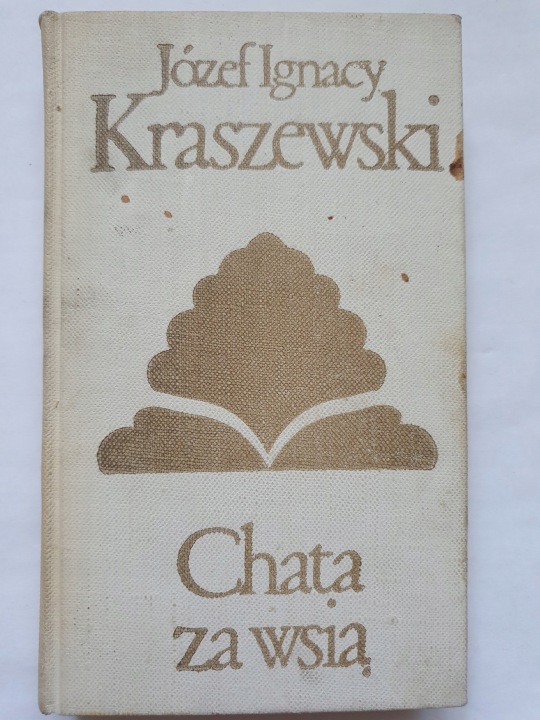 Józef Ignacy
Kraszewski
Chata
za wsią